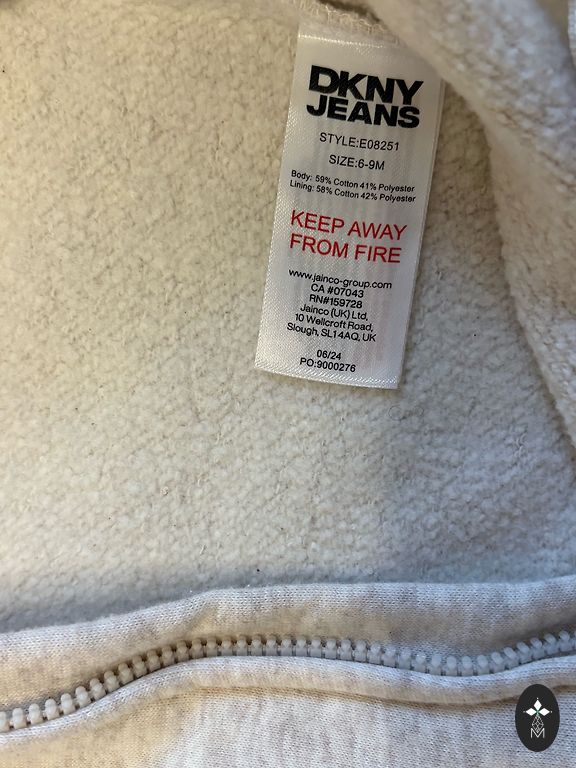 DKNY
JEANS
STYLE:E08251
SIZE:6-9M
Body: 59% Cotton 41% Polyester
Lining: 58% Cotton 42% Polyester
KEEP AWAY
FROM FIRE
www.jainco-group.com
CA #07043
RN#159728
Jainco (UK) Ltd,
10 Wellcroft Road,
Slough, SL14AQ, UK
06/24
PO:9000276
M